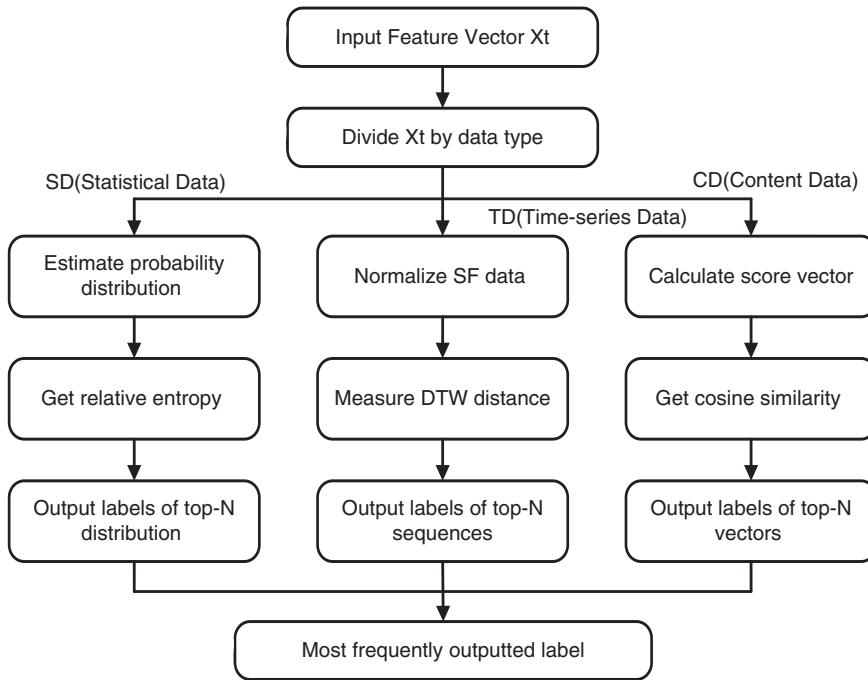 Input Feature Vector Xt
Divide Xt by data type
SD(Statistical Data)
CD(Content Data)
TD(Time-series Data)
Estimate probability
distribution
Normalize SF data
Calculate score vector
Get relative entropy
Measure DTW distance
Get cosine similarity
Output labels of top-N
distribution
Output labels of top-N
sequences
Output labels of top-N
vectors
Most frequently outputted label